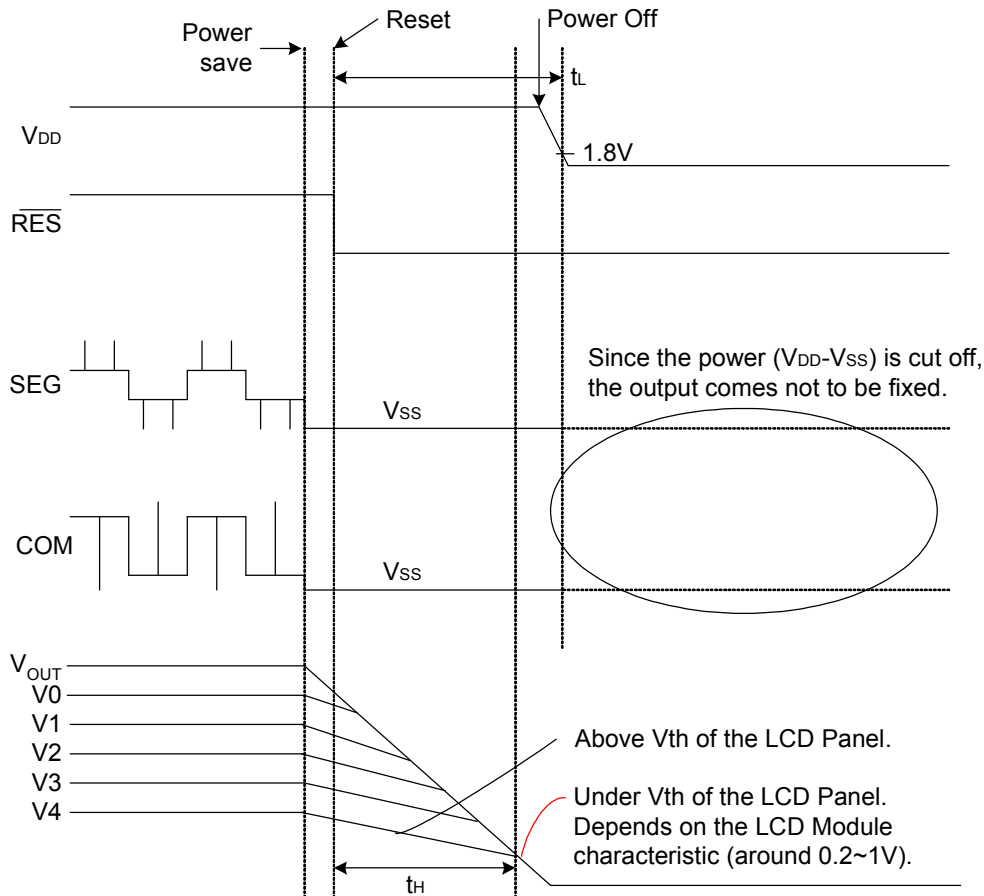 Power
save
Reset
Power Off
tL
VDD
1.8V
RES
SEG
VSS
Since the power (VDD-VSS) is cut off,
the output comes not to be fixed.
COM
VSS
VOUT
V0
V1
V2
V3
V4
Above Vth of the LCD Panel.
Under Vth of the LCD Panel.
Depends on the LCD Module
characteristic (around 0.2~1V).
tH